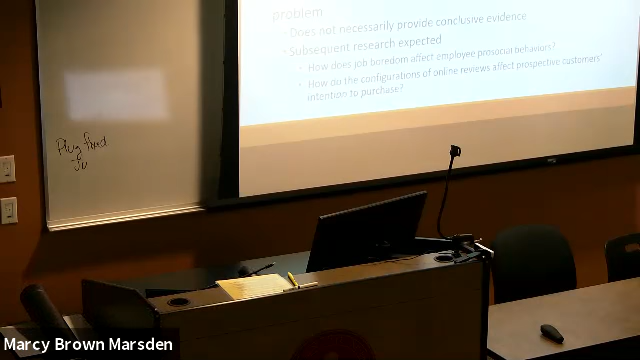 problem
Does not necessarily provide conclusive evidence
Subsequent research expected
• How does job boredom affect employee prosocial behaviors?
• How do the configurations of online reviews affect prospective customers'
intention to purchase?
Marcy Brown Marsden